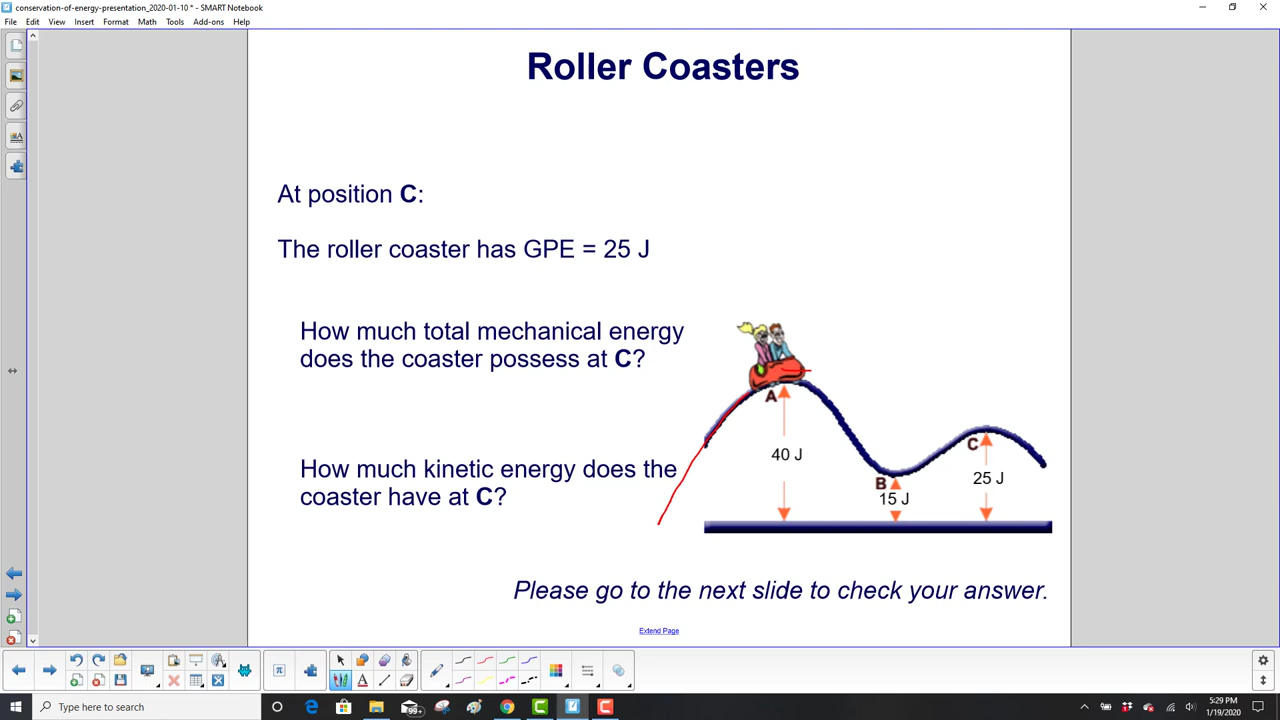 conservation-of-energy-presentation_2020-01-10 * - SMART Notebook
File Edit View Insert Format Math Tools Add-ons Help
Roller Coasters
At position C:
The roller coaster has GPE = 25 J
How much total mechanical energy
does the coaster possess at C?
How much kinetic energy does the
coaster have at C?
A
40 J
B
15 J
C
25 J
Please go to the next slide to check your answer.
Extend Page
Type here to search
99+
5:29 PM
1/19/2020